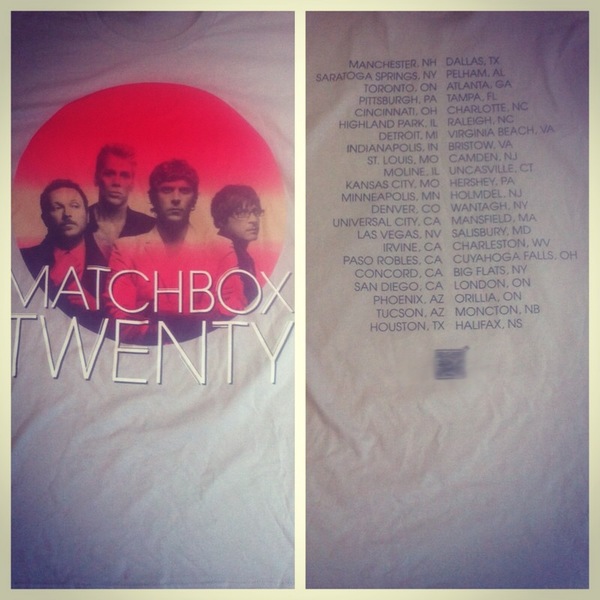 MATCHBOX
TWENTY
MANCHESTER, NH DALLAS, TX
SARATOGA SPRINGS, NY PELHAM, AL
TORONTO, ON ATLANTA, GA
PITTSBURGH, PA TAMPA, FL
CINCINNATI, OH CHARLOTTE, NC
HIGHLAND PARK, IL RALEIGH, NC
DETROIT, MI VIRGINIA BEACH, VA
INDIANAPOLIS, IN BRISTOW, VA
ST. LOUIS, MO CAMDEN, NJ
MOLINE, IL UNCASVILLE, CT
KANSAS CITY, MO HERSHEY, PA
MINNEAPOLIS, MN HOLMDEL, NJ
DENVER, CO WANTAGH, NY
UNIVERSAL CITY, CA MANSFIELD, MA
LAS VEGAS, NV SALISBURY, MD
IRVINE, CA CHARLESTON, WV
PASO ROBLES, CA CUYAHOGA FALLS, OH
CONCORD, CA BIG FLATS, NY
SAN DIEGO, CA LONDON, ON
PHOENIX, AZ ORILLIA, ON
TUCSON, AZ MONCTON, NB
HOUSTON, TX HALIFAX, NS